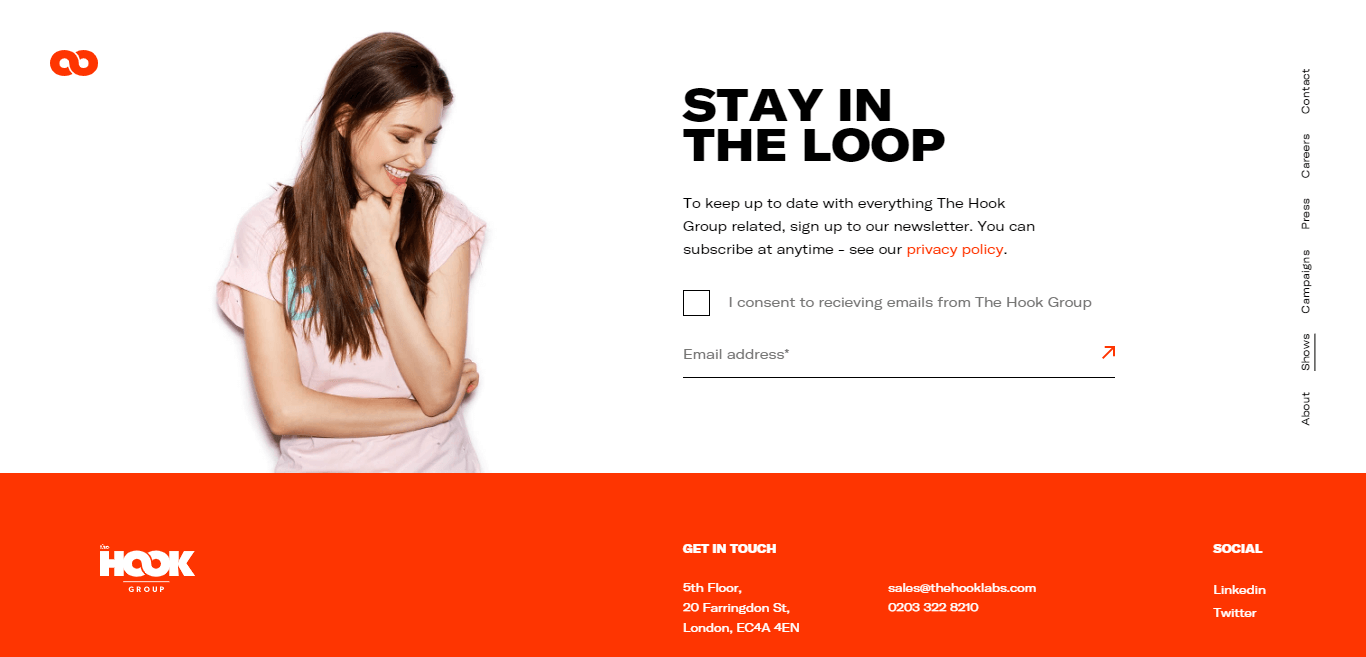 STAY IN
THE LOOP
To keep up to date with everything The Hook
Group related, sign up to our newsletter. You can
subscribe at anytime - see our privacy policy.
I consent to recieving emails from The Hook Group
Email address*
Contact
Careers
Press
Campaigns
Shows
About
the
HOOK
GROUP
GET IN TOUCH
5th Floor,
20 Farringdon St,
London, EC4A 4EN
sales@thehooklabs.com
0203 322 8210
SOCIAL
Linkedin
Twitter